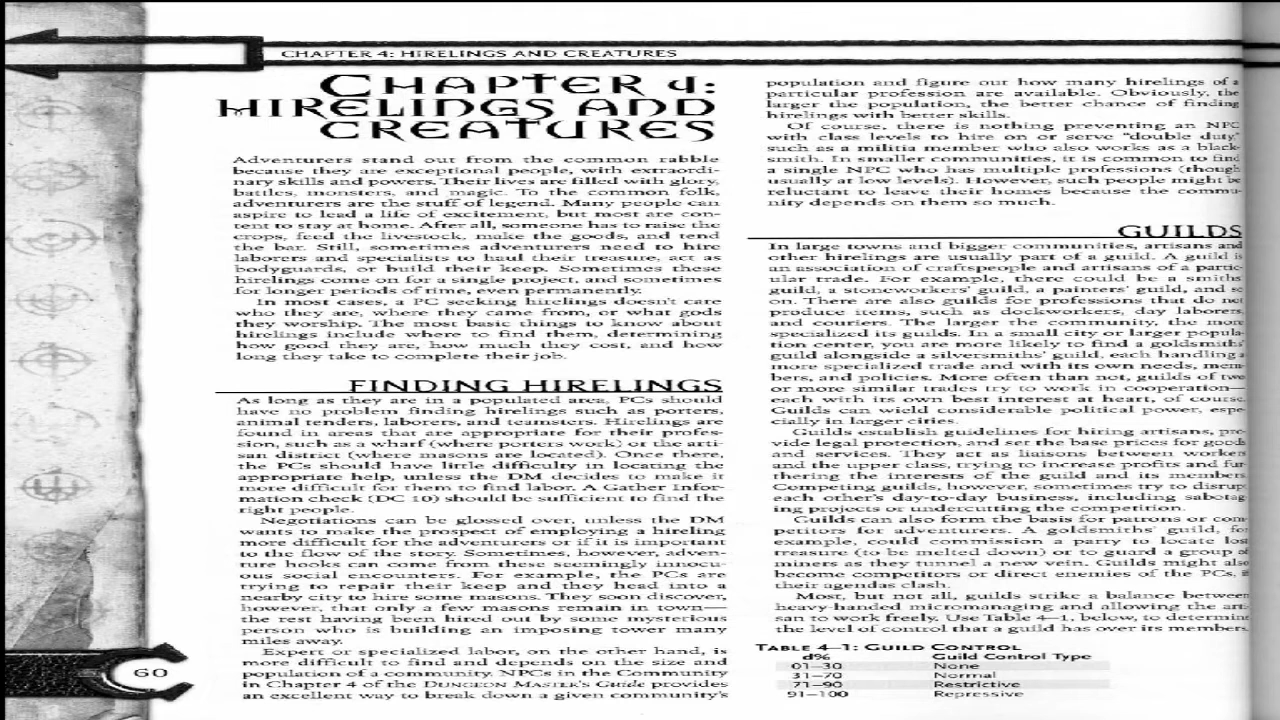 CHAPTER 4: HIRELINGS AND CREATURES
CHAPTER 4:
HIRELINGS AND
CREATURES
Adventurers stand out from the common rabble
because they are exceptional people, with extraordi-
nary skills and powers. Their lives are filled with glory,
battles, monsters, and magic. To the common folk,
adventurers are the stuff of legend. Many people can
aspire to lead a life of excitement, but most are con-
tent to stay at home. After all, someone has to raise the
crops, feed the livestock, make the goods, and tend
the bar. Still, sometimes adventurers need to hire
laborers and specialists to haul their treasure, act as
bodyguards, or build their keep. Sometimes these
hirelings come on for a single project, and sometimes
for longer periods of time, even permanently.
In most cases, a PC seeking hirelings doesn't care
who they are, where they came from, or what gods
they worship. The most basic things to know about
hirelings include where to find them, determining
how good they are, how much they cost, and how
long they take to complete their job.
FINDING HIRELINGS
As long as they are in a populated area, PCs should
have no problem finding hirelings such as porters,
animal tenders, laborers, and teamsters. Hirelings are
found in areas that are appropriate for their profes-
sion, such as a wharf (where porters work) or the arti-
san district (where masons are located). Once there,
the PCs should have little difficulty in locating the
appropriate help, unless the DM decides to make it
more difficult for them to find labor. A Gather Infor-
mation check (DC 10) should be sufficient to find the
right people.
Negotiations can be glossed over, unless the DM
wants to make the prospect of employing a hireling
more difficult for the adventurers or if it is important
to the flow of the story. Sometimes, however, adven-
ture hooks can come from these seemingly innocu-
ous social encounters. For example, the PCs are
trying to repair their keep and they head into a
nearby city to hire some masons. They soon discover,
however, that only a few masons remain in town—
the rest having been hired out by some mysterious
person who is building an imposing tower many
miles away.
Expert or specialized labor, on the other hand, is
more difficult to find and depends on the size and
population of a community. NPCs in the Community
in Chapter 4 of the DUNGEON MASTER's Guide provides
an excellent way to break down a given community's
60
population and figure out how many hirelings of a
particular profession are available. Obviously, the
larger the population, the better chance of finding
hirelings with better skills.
Of course, there is nothing preventing an NPC
with class levels to hire on or serve "double duty,"
such as a militia member who also works as a black-
smith. In smaller communities, it is common to find
a single NPC who has multiple professions (though
usually at low levels). However, such people might be
reluctant to leave their homes because the commu-
nity depends on them so much.
GUILDS
In large towns and bigger communities, artisans and
other hirelings are usually part of a guild. A guild is
an association of craftspeople and artisans of a partic-
ular trade. For example, there could be a smiths'
guild, a stoneworkers' guild, a painters' guild, and so
on. There are also guilds for professions that do not
produce items, such as dockworkers, day laborers,
and couriers. The larger the community, the more
specialized its guilds. In a small city or larger popula-
tion center, you are more likely to find a goldsmiths'
guild alongside a silversmiths' guild, each handling a
more specialized trade and with its own needs, mem-
bers, and policies. More often than not, guilds of two
or more similar trades try to work in cooperation—
each with its own best interest at heart, of course.
Guilds can wield considerable political power, espe-
cially in larger cities.
Guilds establish guidelines for hiring artisans, pro-
vide legal protection, and set the base prices for goods
and services. They act as liaisons between workers
and the upper class, trying to increase profits and fur-
thering the interests of the guild and its members.
Competing guilds, however, sometimes try to disrupt
each other's day-to-day business, including sabotag-
ing projects or undercutting the competition.
Guilds can also form the basis for patrons or com-
petitors for adventurers. A goldsmiths' guild, for
example, could commission a party to locate lost
treasure (to be melted down) or to guard a group of
miners as they tunnel a new vein. Guilds might also
become competitors or direct enemies of the PCs, if
their agendas clash.
Most, but not all, guilds strike a balance between
heavy-handed micromanaging and allowing the arti-
san to work freely. Use Table 4–1, below, to determine
the level of control that a guild has over its members.
TABLE 4–1: GUILD CONTROL
d% Guild Control Type
01–30 None
31–70 Normal
71–90 Restrictive
91–100 Repressive